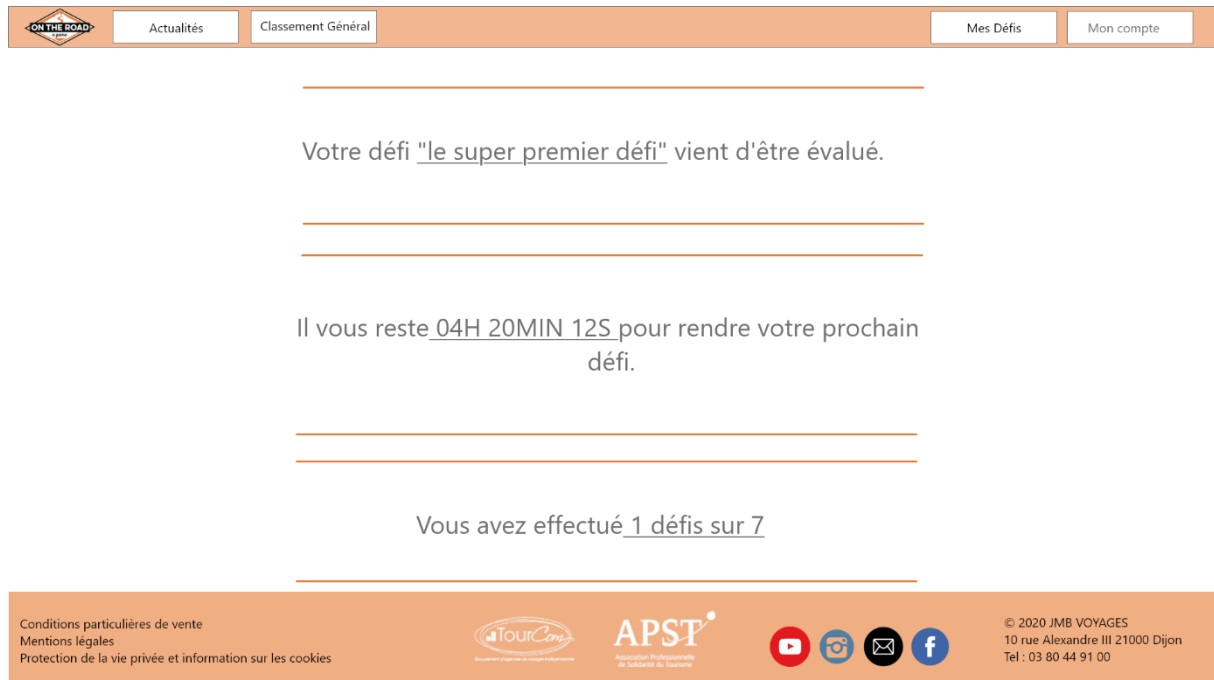 ON THE ROAD
Actualités
Classement Général
Mes Défis
Mon compte
Votre défi "le super premier défi" vient d'être évalué.
Il vous reste 04H 20MIN 12S pour rendre votre prochain
défi.
Vous avez effectué 1 défis sur 7
Conditions particulières de vente
Mentions légales
Protection de la vie privée et information sur les cookies
TourCom
APST
Association Professionnelle
de Solidarité du Tourisme
© 2020 JMB VOYAGES
10 rue Alexandre III 21000 Dijon
Tel : 03 80 44 91 00